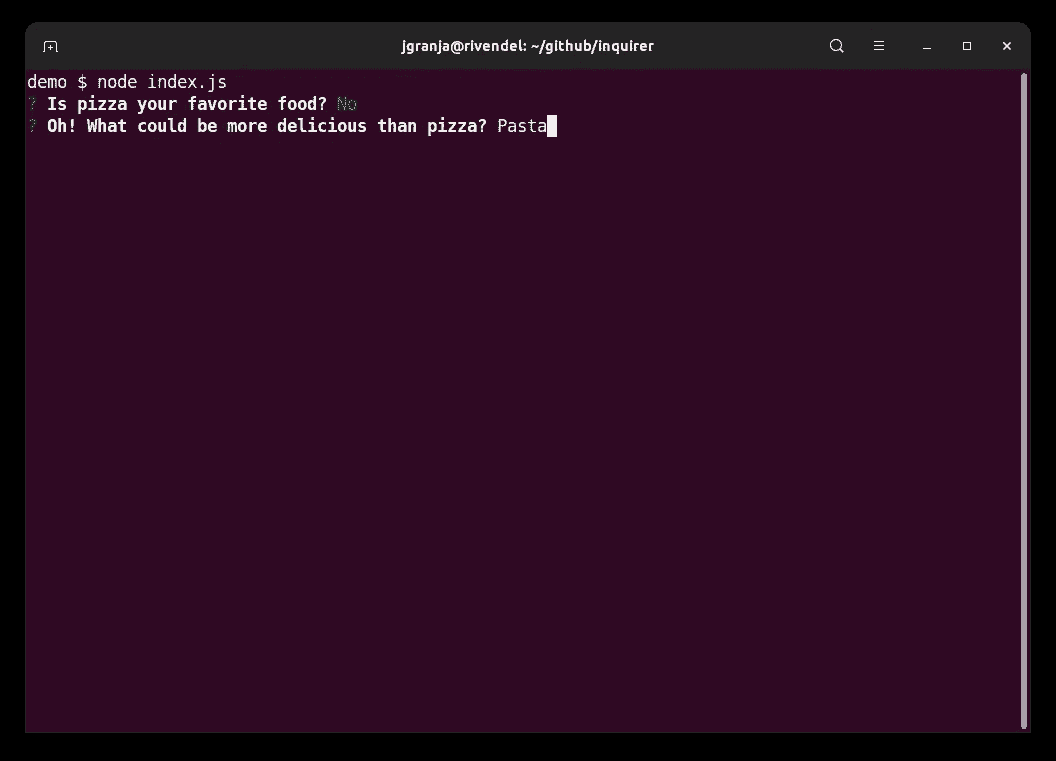 jgranja@rivendel: ~/github/inquirer
demo $ node index.js
? Is pizza your favorite food? No
? Oh! What could be more delicious than pizza? Pasta